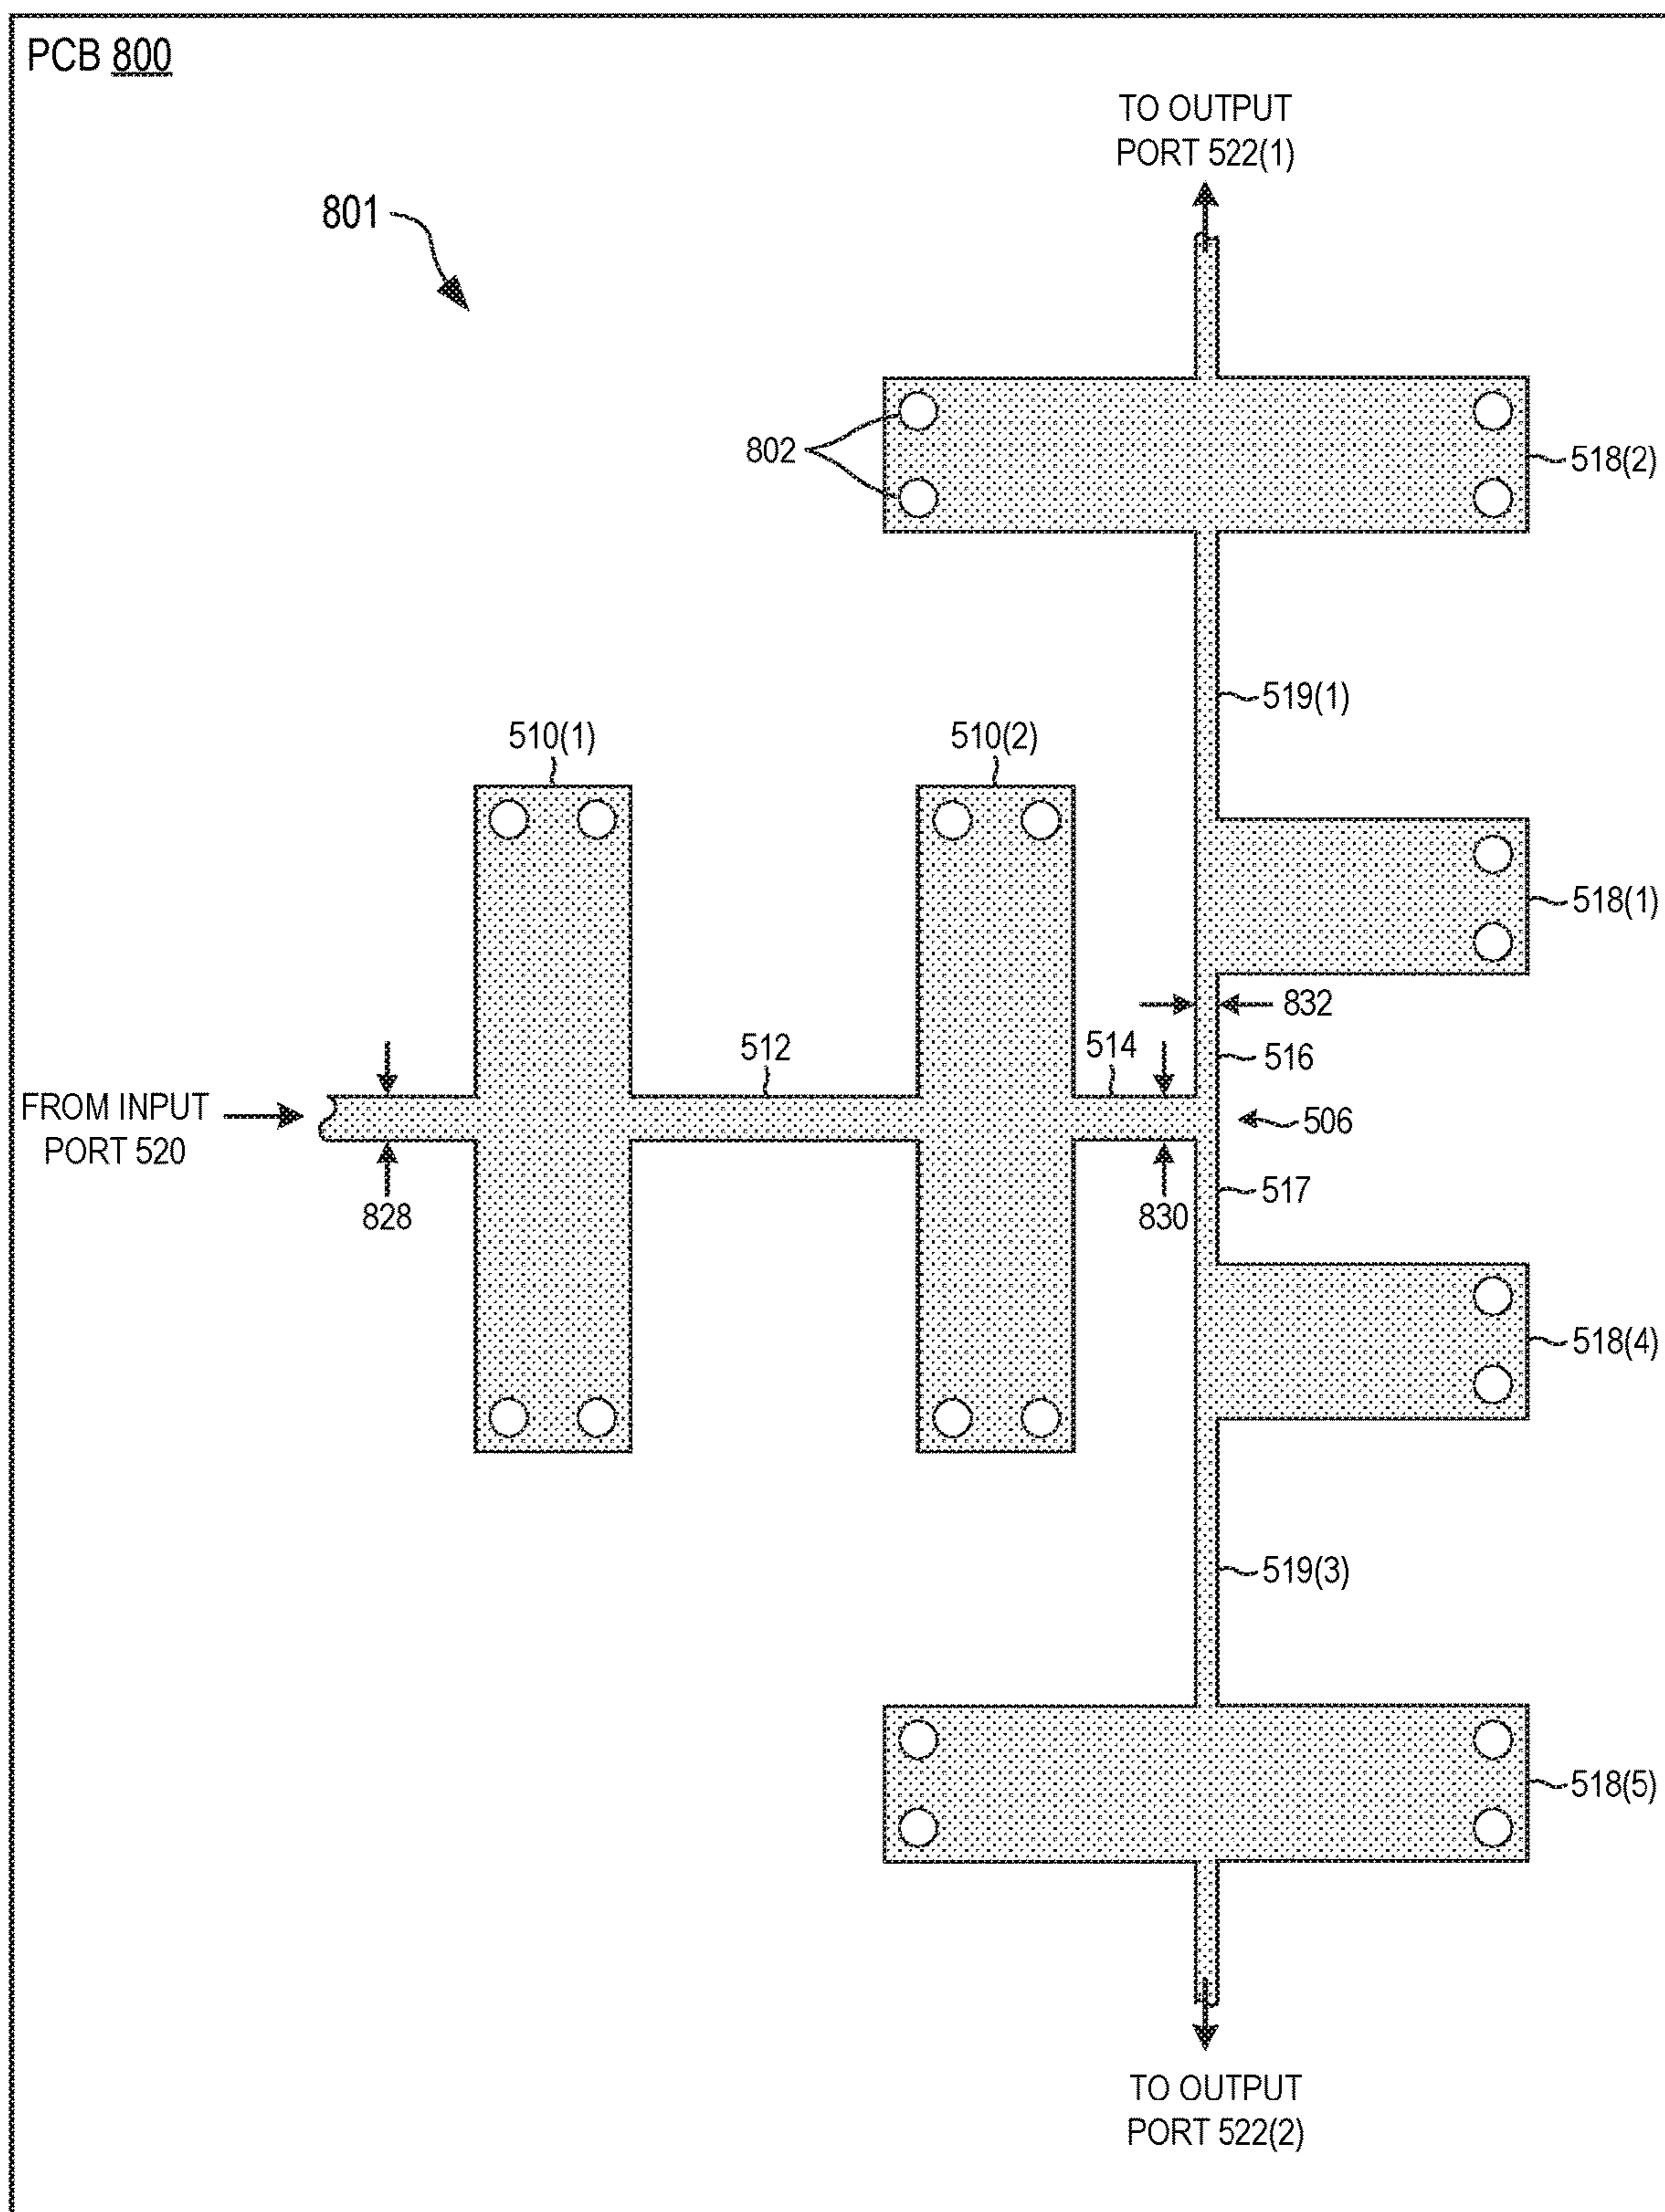 PCB 800
TO OUTPUT
PORT 522(1)
801
802
518(2)
519(1)
510(1)
510(2)
518(1)
832
512
514
516
FROM INPUT
PORT 520
506
517
828
830
518(4)
519(3)
518(5)
TO OUTPUT
PORT 522(2)